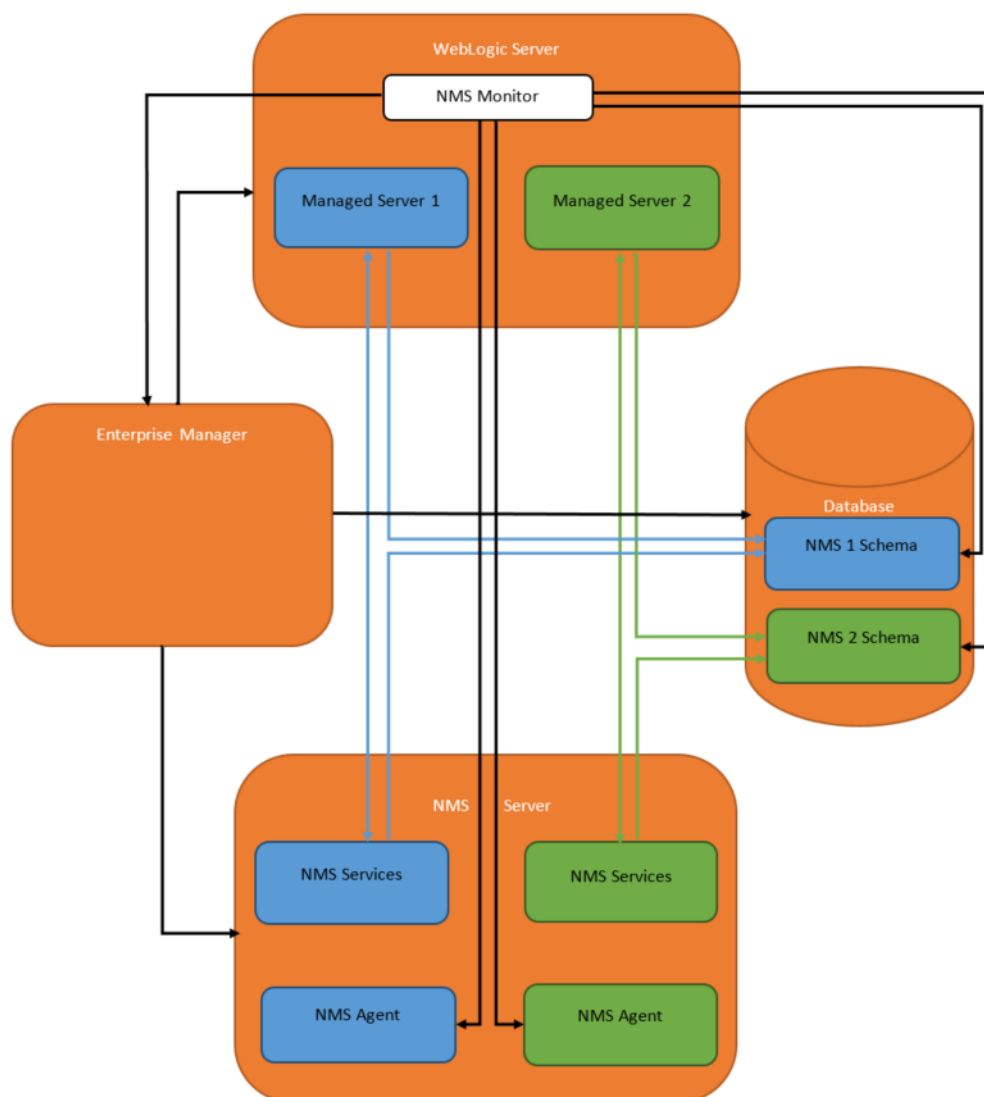 WebLogic Server
NMS Monitor
Managed Server 1
Managed Server 2
Enterprise Manager
Database
NMS 1 Schema
NMS 2 Schema
NMS Server
NMS Services
NMS Services
NMS Agent
NMS Agent